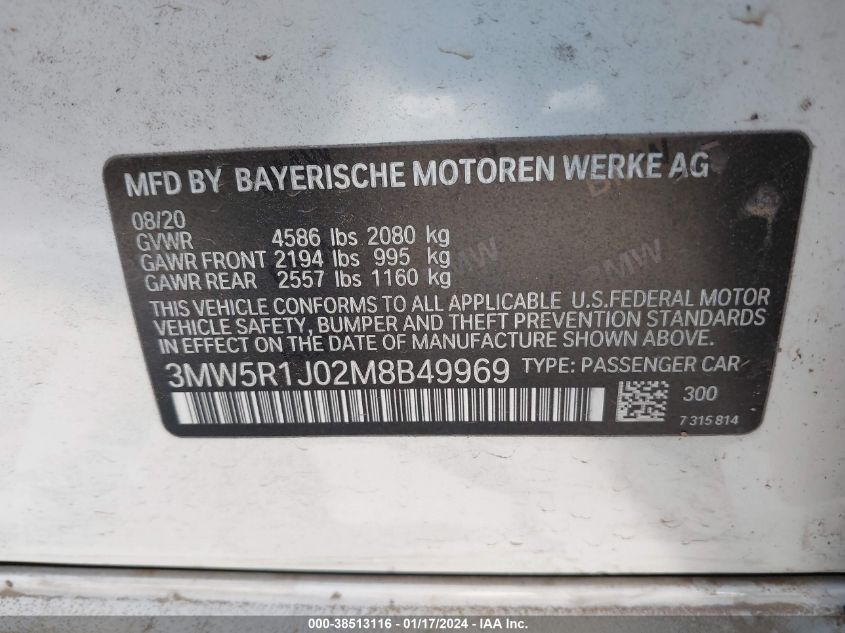 MFD BY BAYERISCHE MOTOREN WERKE AG
08/20
GVWR 4586 lbs 2080 kg
GAWR FRONT 2194 lbs 995 kg
GAWR REAR 2557 lbs 1160 kg
THIS VEHICLE CONFORMS TO ALL APPLICABLE U.S.FEDERAL MOTOR
VEHICLE SAFETY, BUMPER AND THEFT PREVENTION STANDARDS
IN EFFECT ON THE DATE OF MANUFACTURE SHOWN ABOVE.
3MW5R1J02M8B49969 TYPE: PASSENGER CAR
300
7 315 814
000-38513116 - 01/17/2024 - IAA, Inc.